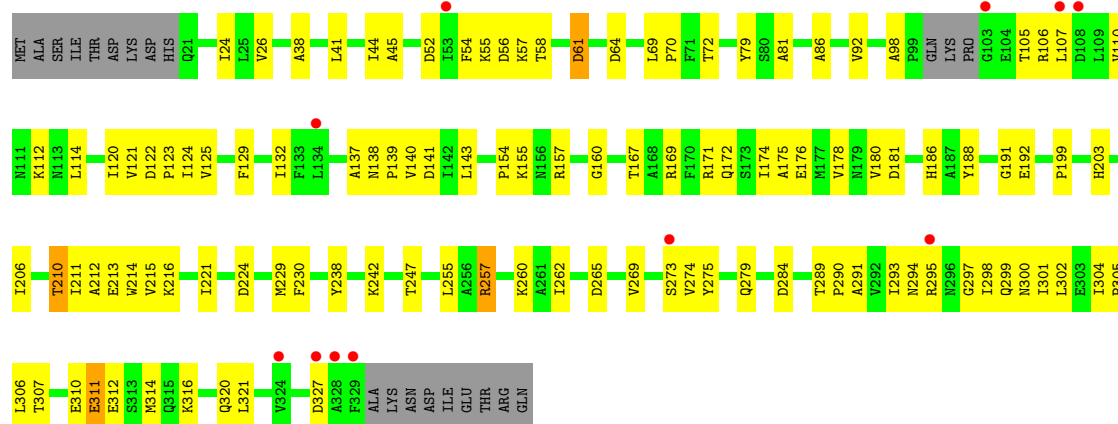 MET ALA SER ILE THR ASP LYS ASP HIS Q21 I24 L25 V26 A38 L41 I44 A45 D52 I53 F54 K55 D56 K57 T58 D61 D64 L69 P70 F71 T72 Y79 S80 A81 A86 V92 A98 P99 GLN LYS PRO G103 E104 T105 R106 L107 D108 L109 V110
N111 K112 N113 L114 I120 V121 D122 P123 I124 V125 F129 I132 F133 L134 A137 N138 P139 V140 D141 I142 L143 P154 K155 N156 R157 G160 T167 A168 R169 F170 R171 Q172 S173 I174 A175 E176 M177 V178 N179 V180 D181 H186 A187 Y188 G191 E192 P199 H203
I206 T210 I211 A212 E213 W214 V215 K216 I221 D224 M229 F230 Y238 K242 T247 L255 A256 R257 K260 A261 I262 D265 V269 S273 V274 Y275 Q279 D284 T289 P290 A291 V292 I293 N294 R295 N296 G297 I298 Q299 N300 I301 L302 E303 I304 P305
L306 T307 E310 E311 E312 S313 M314 Q315 K316 Q320 L321 V324 D327 A328 F329 ALA LYS ASN ASP ILE GLU THR ARG GLN